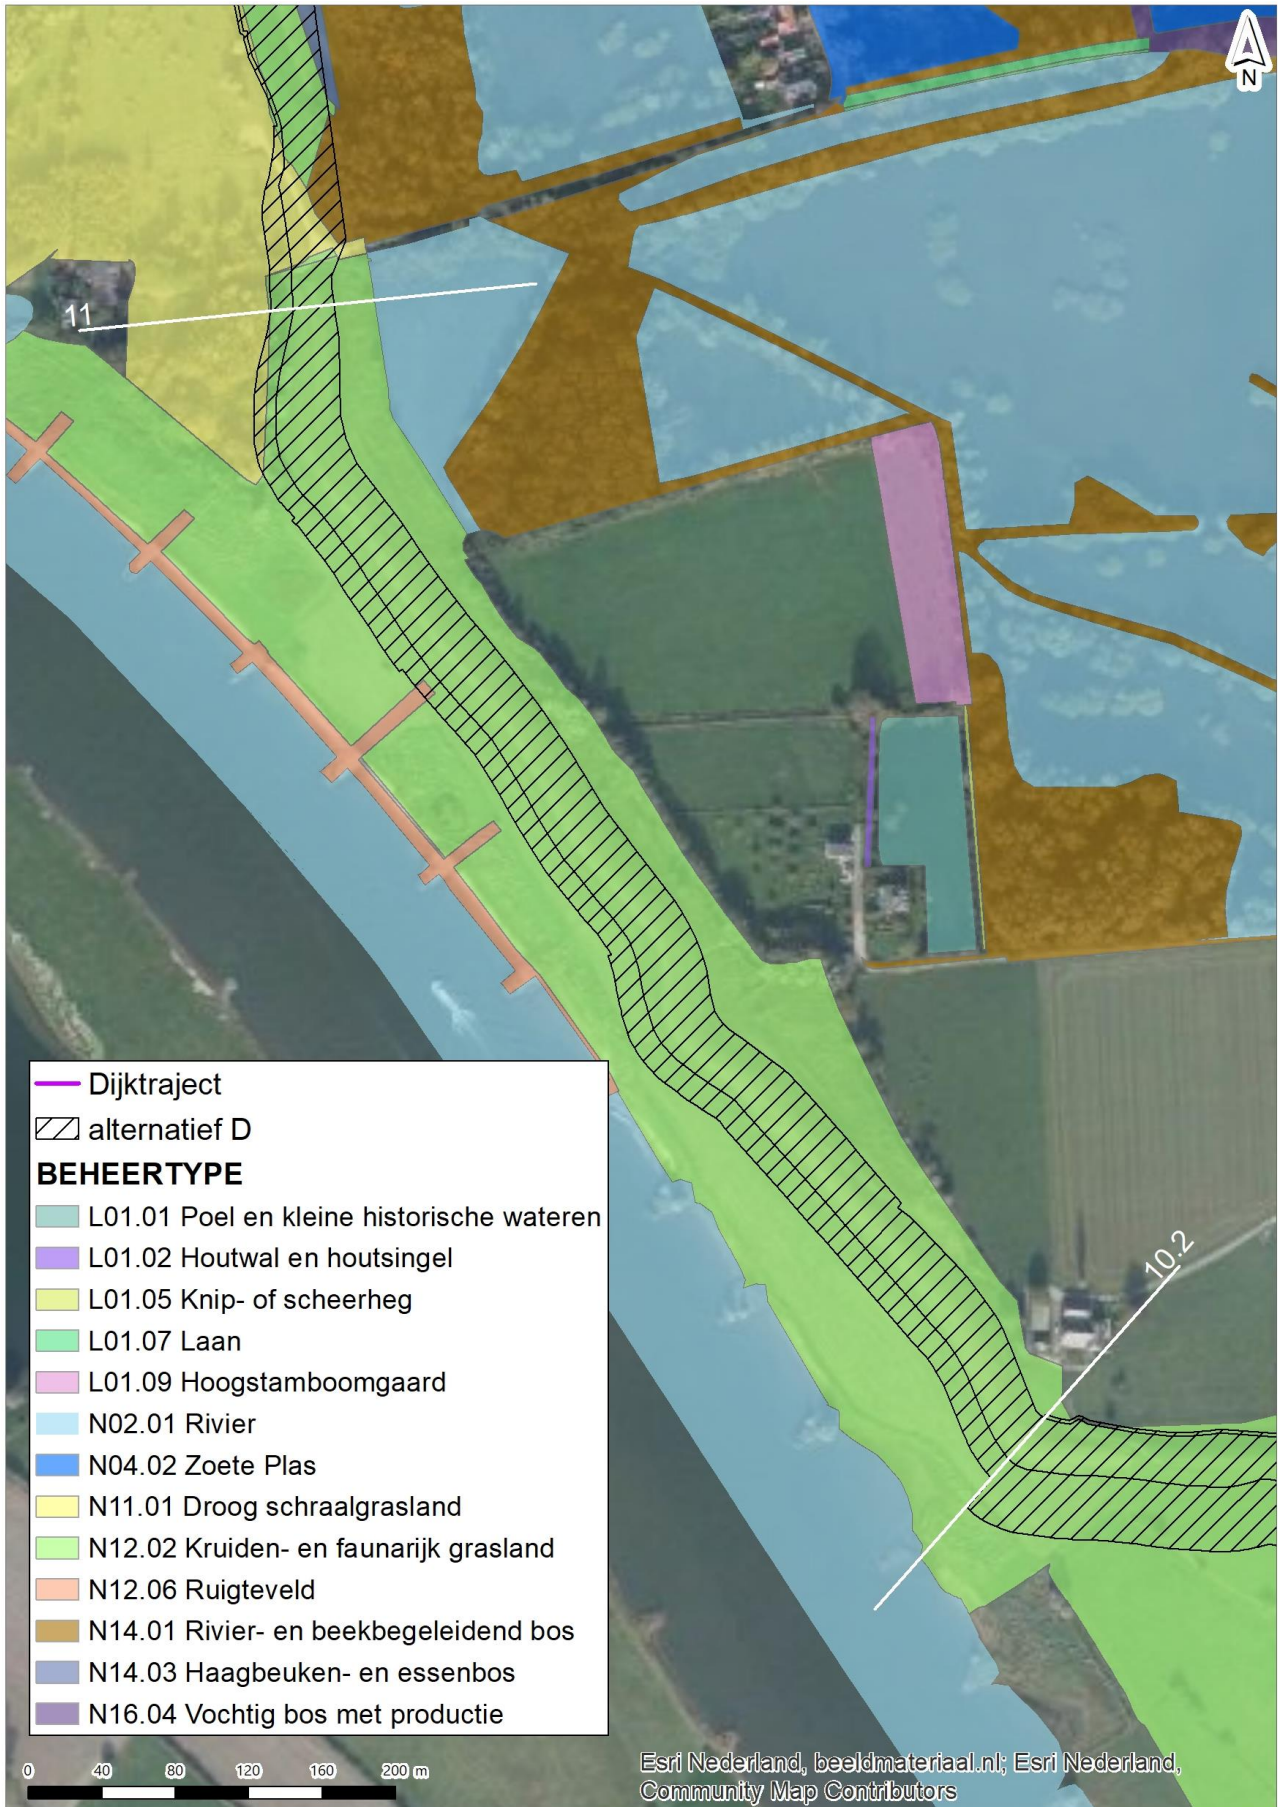 N
11
10.2
Dijktraject
alternatief D
BEHEERTYPE
L01.01 Poel en kleine historische wateren
L01.02 Houtwal en houtsingel
L01.05 Knip- of scheerheg
L01.07 Laan
L01.09 Hoogstamboomgaard
N02.01 Rivier
N04.02 Zoete Plas
N11.01 Droog schraalgrasland
N12.02 Kruiden- en faunarijk grasland
N12.06 Ruigteveld
N14.01 Rivier- en beekbegeleidend bos
N14.03 Haagbeuken- en essenbos
N16.04 Vochtig bos met productie
0 40 80 120 160 200 m
Esri Nederland, beeldmateriaal.nl; Esri Nederland,
Community Map Contributors